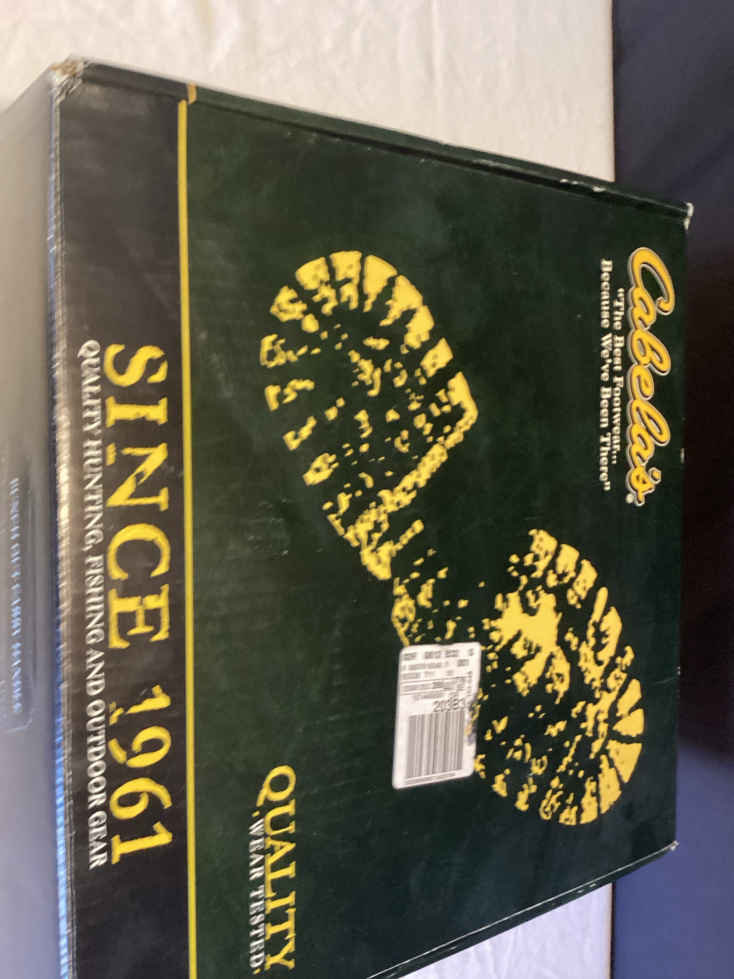 Cabela's®
"The Best Footwear...
Because We've Been There"
QUALITY
WEAR TESTED.
SINCE 1961
QUALITY HUNTING, FISHING AND OUTDOOR GEAR